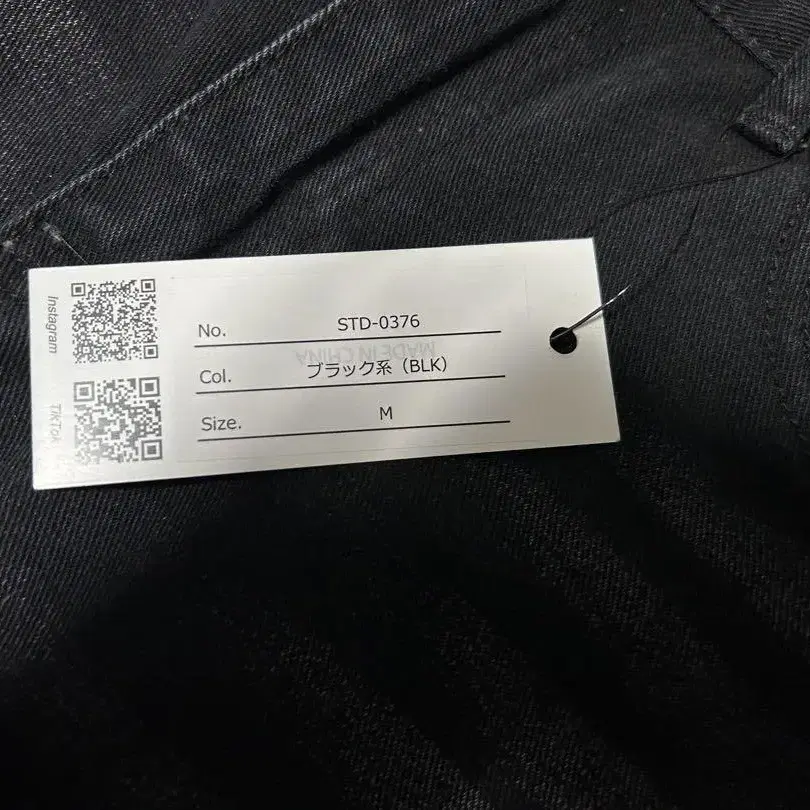 Instagram
TikTok
No. STD-0376
MADE IN CHINA
Col. ブラック系（BLK）
Size. M